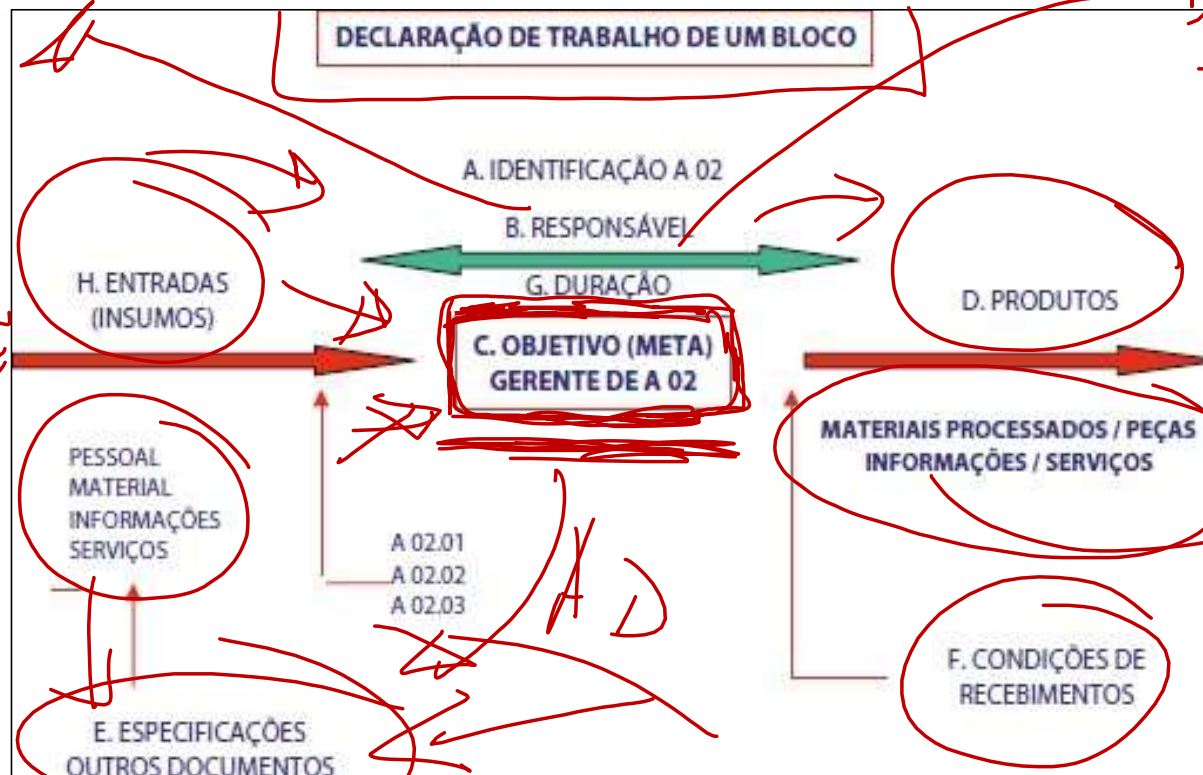 DECLARAÇÃO DE TRABALHO DE UM BLOCO
A. IDENTIFICAÇÃO A 02
B. RESPONSÁVEL
G. DURAÇÃO
H. ENTRADAS
(INSUMOS)
C. OBJETIVO (META)
GERENTE DE A 02
D. PRODUTOS
MATERIAIS PROCESSADOS / PEÇAS
INFORMAÇÕES / SERVIÇOS
PESSOAL
MATERIAL
INFORMAÇÕES
SERVIÇOS
A 02.01
A 02.02
A 02.03
A D
F. CONDIÇÕES DE
RECEBIMENTOS
E. ESPECIFICAÇÕES
OUTROS DOCUMENTOS